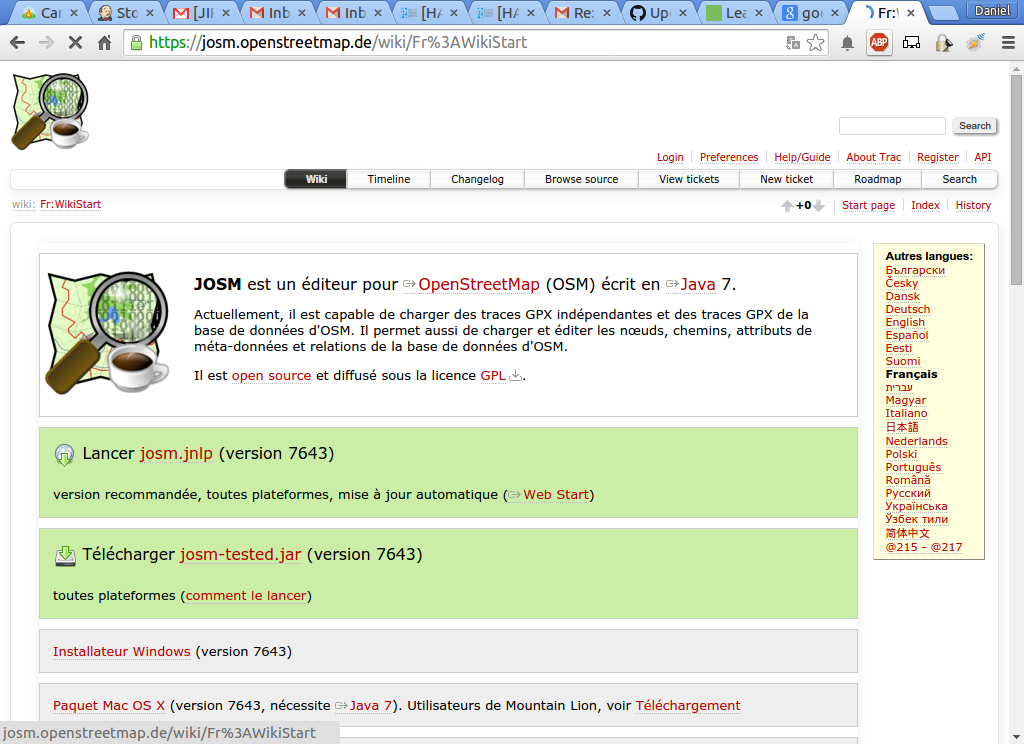 Car
Sto
[JIF
Inb
Inb
[HA
[HA
Re:
Up
Lea
goo
Fr:
Daniel
https://josm.openstreetmap.de/wiki/Fr%3AWikiStart
ABP
Search
Login Preferences Help/Guide About Trac Register API
Wiki Timeline Changelog Browse source View tickets New ticket Roadmap Search
wiki: Fr:WikiStart
+0 Start page Index History
JOSM est un éditeur pour OpenStreetMap (OSM) écrit en Java 7.
Actuellement, il est capable de charger des traces GPX indépendantes et des traces GPX de la
base de données d'OSM. Il permet aussi de charger et éditer les nœuds, chemins, attributs de
méta-données et relations de la base de données d'OSM.
Il est open source et diffusé sous la licence GPL.
Lancer josm.jnlp (version 7643)
version recommandée, toutes plateformes, mise à jour automatique (Web Start)
Télécharger josm-tested.jar (version 7643)
toutes plateformes (comment le lancer)
Installateur Windows (version 7643)
Paquet Mac OS X (version 7643, nécessite Java 7). Utilisateurs de Mountain Lion, voir Téléchargement
Autres langues:
Български
Česky
Dansk
Deutsch
English
Español
Eesti
Suomi
Français
עברית
Magyar
Italiano
日本語
Nederlands
Polski
Português
Română
Русский
Українська
Ўзбек тили
简体中文
@215 - @217
josm.openstreetmap.de/wiki/Fr%3AWikiStart